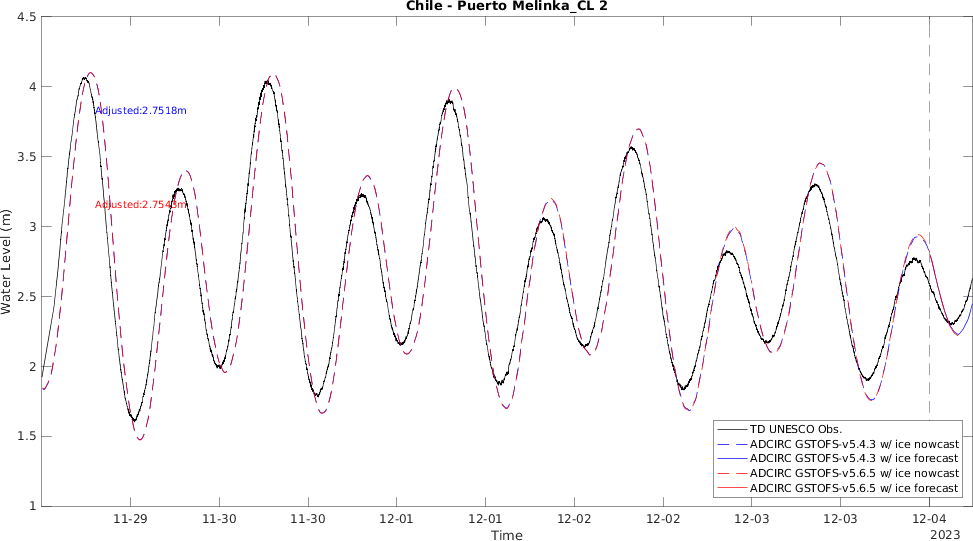 Chile - Puerto Melinka_CL 2
4.5
4
3.5
3
2.5
2
1.5
1
Water Level (m)
Adjusted:2.7518m
Adjusted:2.7543m
TD UNESCO Obs.
ADCIRC GSTOFS-v5.4.3 w/ ice nowcast
ADCIRC GSTOFS-v5.4.3 w/ ice forecast
ADCIRC GSTOFS-v5.6.5 w/ ice nowcast
ADCIRC GSTOFS-v5.6.5 w/ ice forecast
11-29 11-30 11-30 12-01 12-01 12-02 12-02 12-03 12-03 12-04
Time
2023